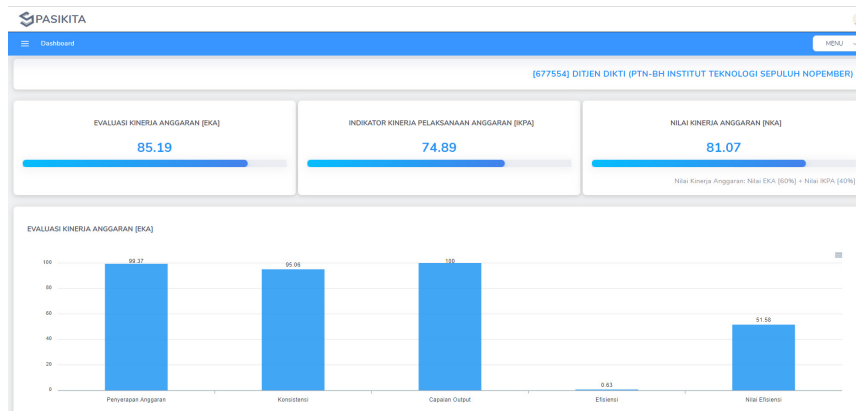 PASIKITA
Dashboard
MENU
[677554] DITJEN DIKTI (PTN-BH INSTITUT TEKNOLOGI SEPULUH NOPEMBER)
EVALUASI KINERJA ANGGARAN [EKA]
85.19
INDIKATOR KINERJA PELAKSANAAN ANGGARAN [IKPA]
74.89
NILAI KINERJA ANGGARAN [NKA]
81.07
Nilai Kinerja Anggaran: Nilai EKA [60%] + Nilai IKPA [40%]
EVALUASI KINERJA ANGGARAN [EKA]
100
80
60
40
20
0
99.37
95.06
100
0.63
51.58
Penyerapan Anggaran
Konsistensi
Capaian Output
Efisiensi
Nilai Efisiensi